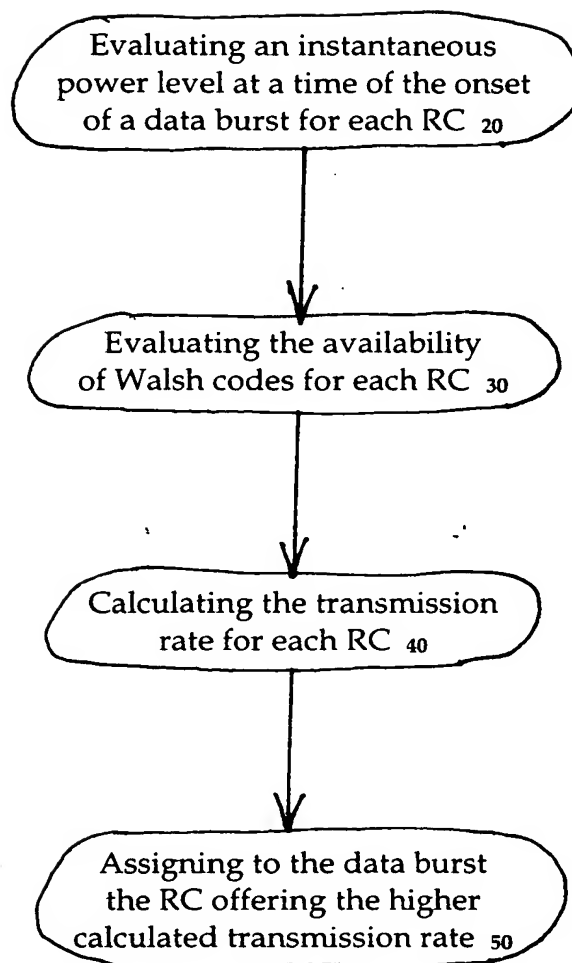 Evaluating an instantaneous
power level at a time of the onset
of a data burst for each RC 20
Evaluating the availability
of Walsh codes for each RC 30
Calculating the transmission
rate for each RC 40
Assigning to the data burst
the RC offering the higher
calculated transmission rate 50